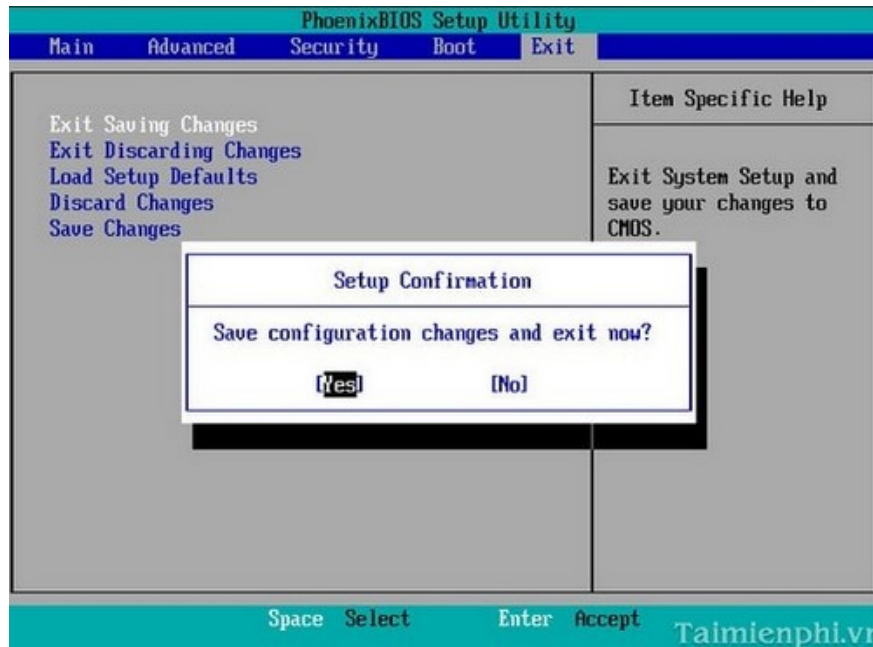 PhoenixBIOS Setup Utility
Main Advanced Security Boot Exit
Item Specific Help
Exit Saving Changes
Exit Discarding Changes
Load Setup Defaults
Discard Changes
Save Changes
Exit System Setup and
save your changes to
CMOS.
Setup Confirmation
Save configuration changes and exit now?
[Yes] [No]
Space Select Enter Accept
Taimienphi.vn